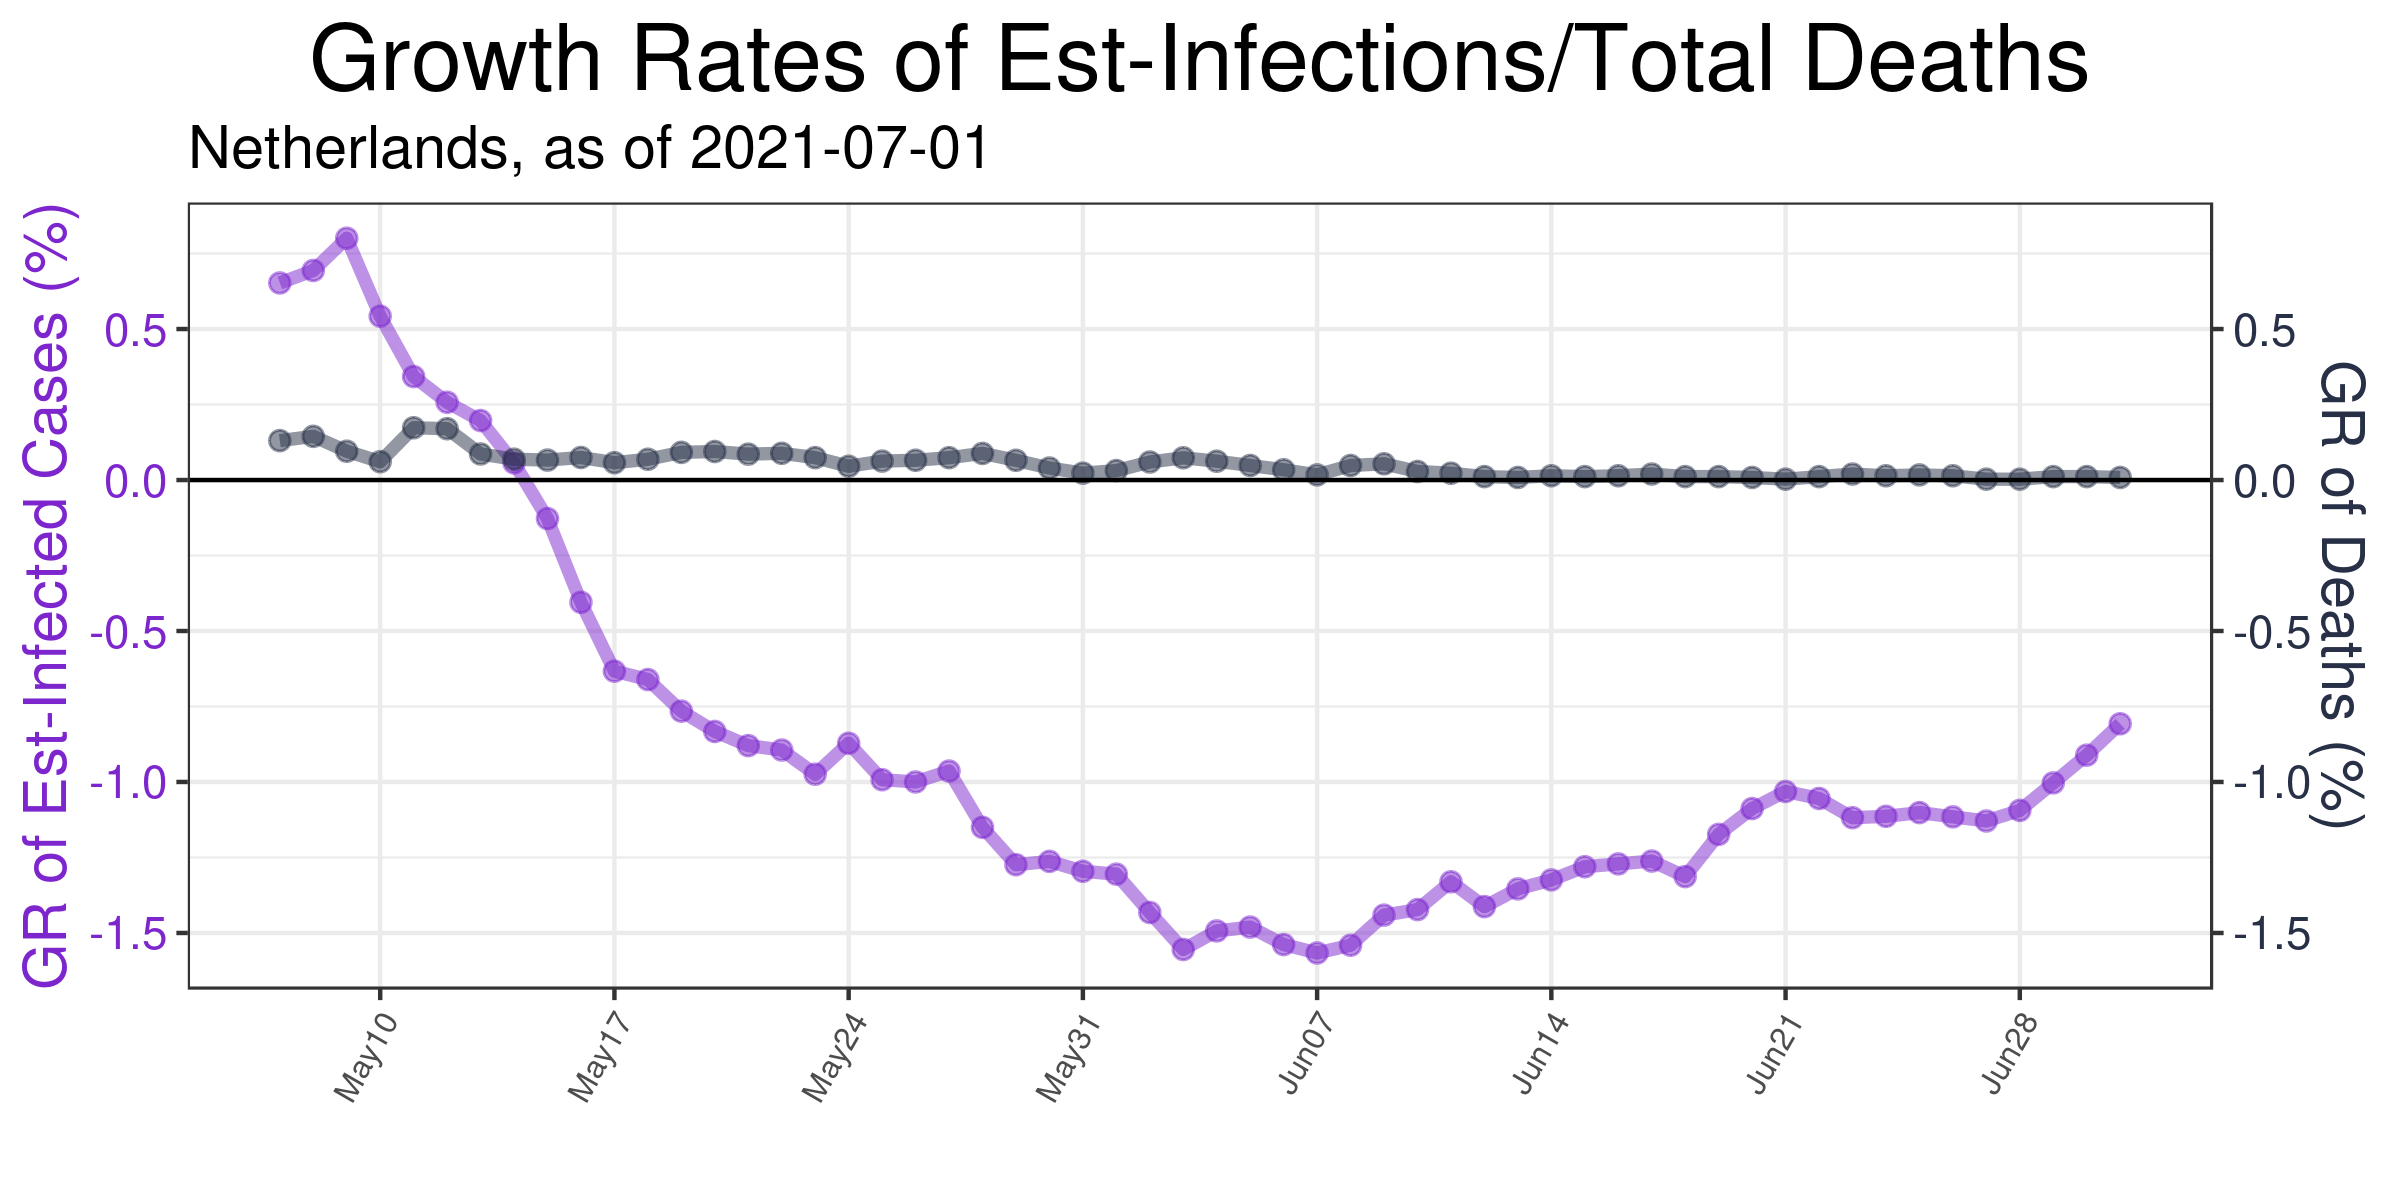 Growth Rates of Est-Infections/Total Deaths
Netherlands, as of 2021-07-01
GR of Est-Infected Cases (%)
0.5
0.0
-0.5
-1.0
-1.5
0.5
0.0
-0.5
-1.0
-1.5
GR of Deaths (%)
May10
May17
May24
May31
Jun07
Jun14
Jun21
Jun28